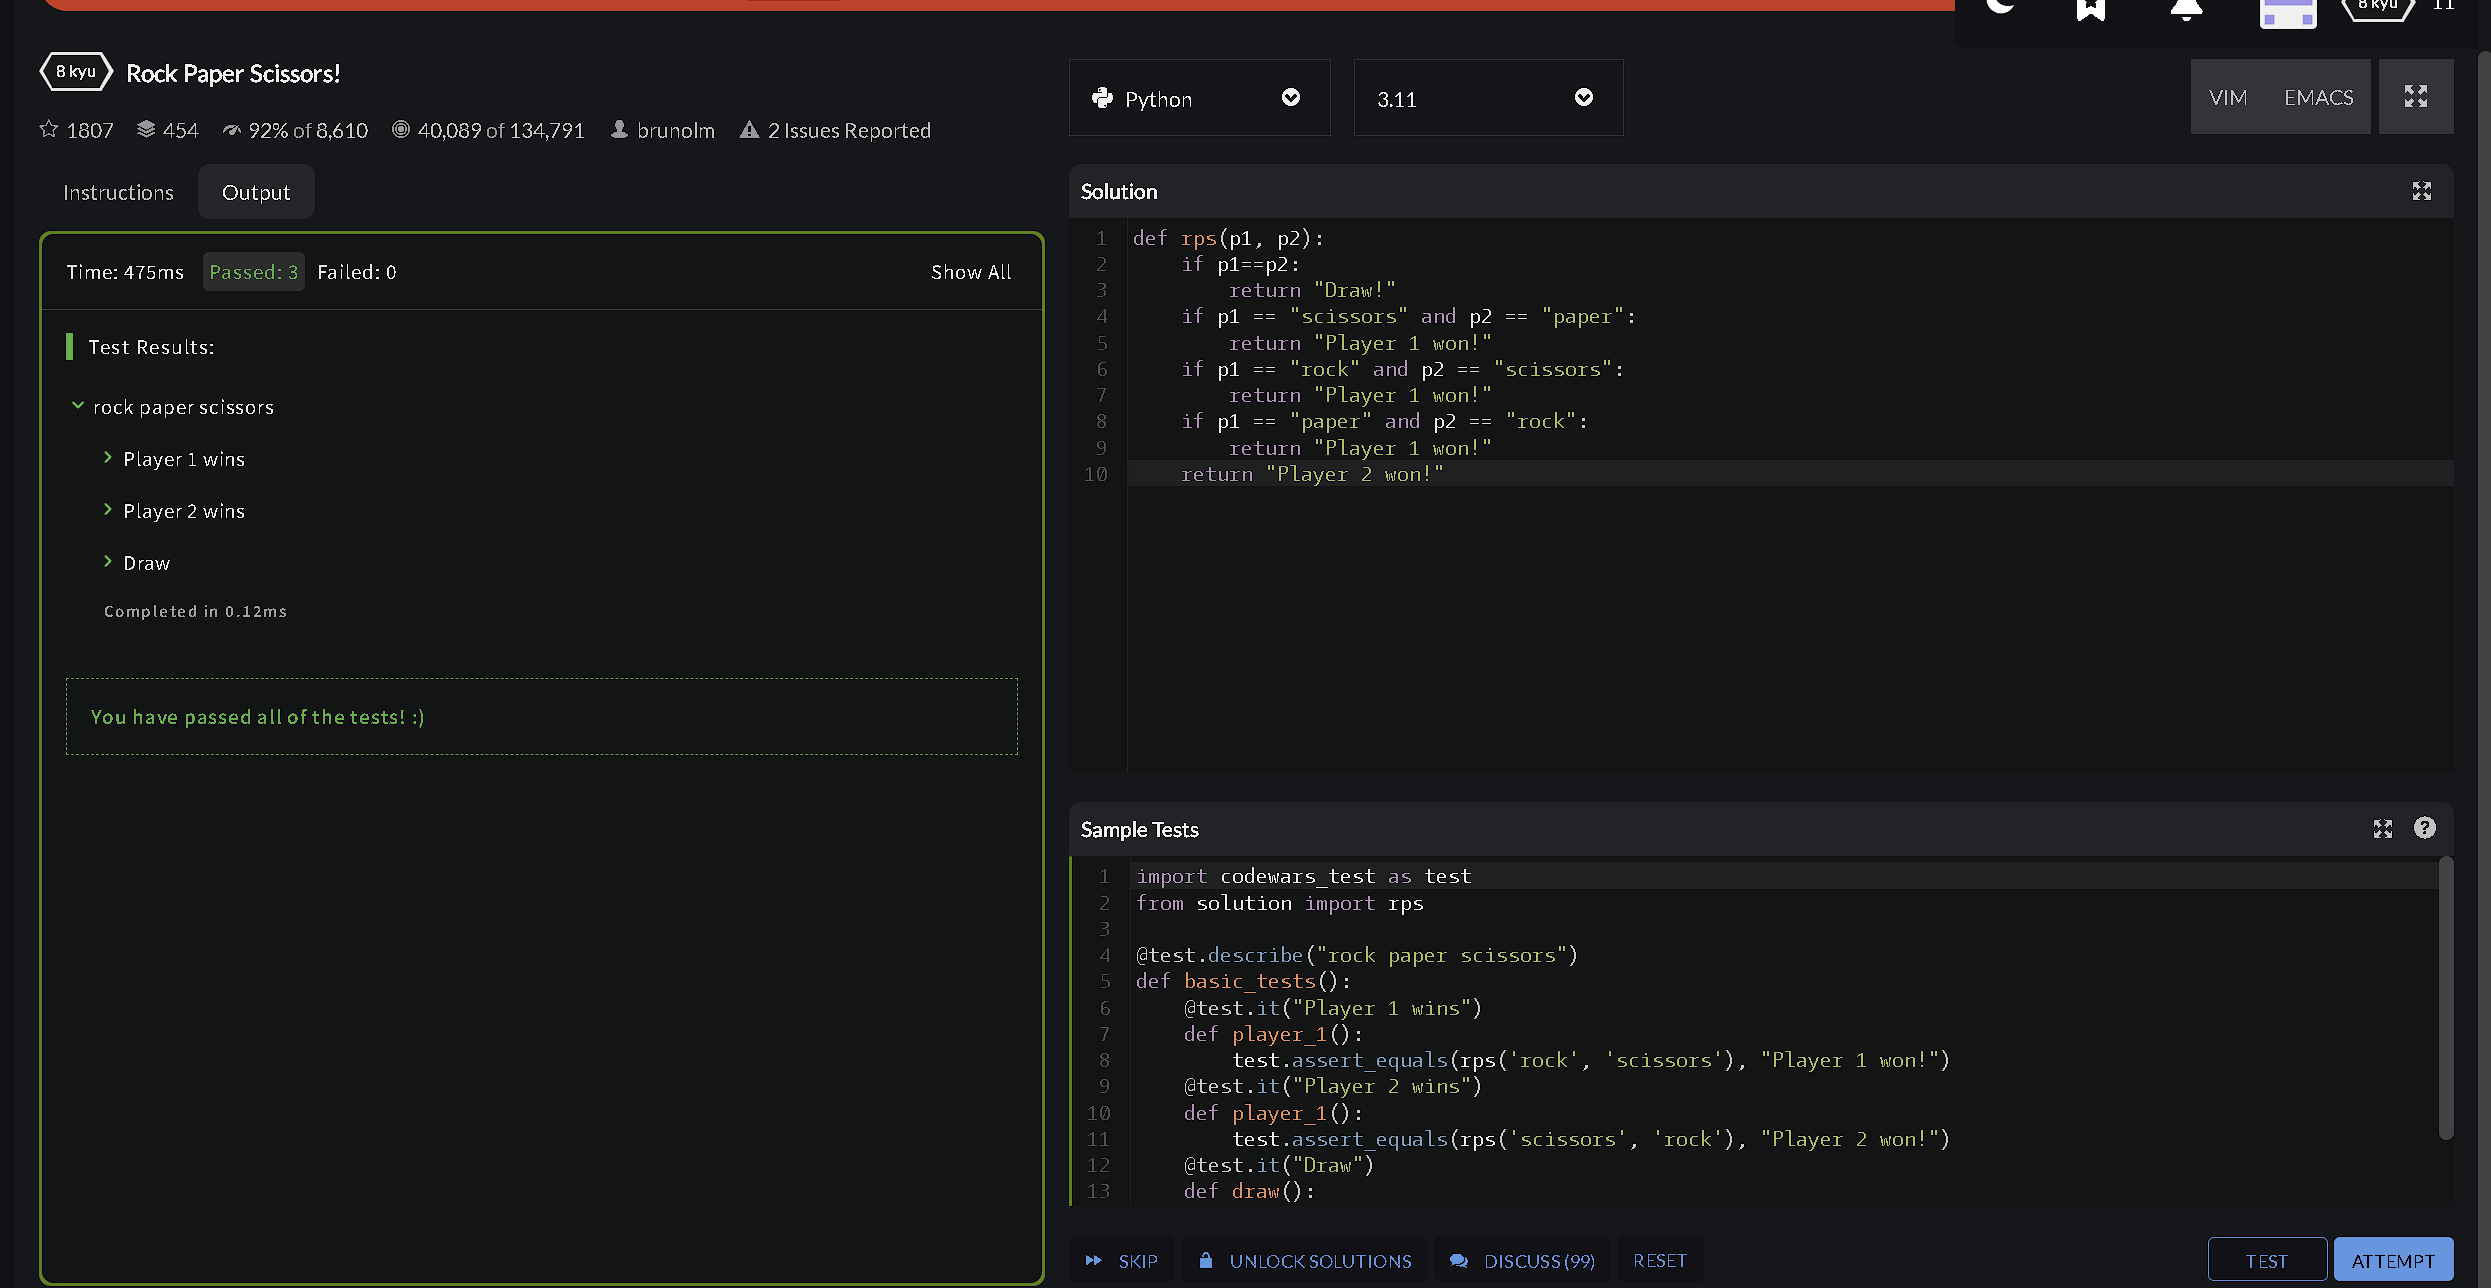 8 kyu
11
8 kyu Rock Paper Scissors!
1807 454 92% of 8,610 40,089 of 134,791 brunolm 2 Issues Reported
Instructions Output
Time: 475ms Passed: 3 Failed: 0 Show All
Test Results:
rock paper scissors
Player 1 wins
Player 2 wins
Draw
Completed in 0.12ms
You have passed all of the tests! :)
Python 3.11 VIM EMACS
Solution
1 def rps(p1, p2):
2     if p1==p2:
3         return "Draw!"
4     if p1 == "scissors" and p2 == "paper":
5         return "Player 1 won!"
6     if p1 == "rock" and p2 == "scissors":
7         return "Player 1 won!"
8     if p1 == "paper" and p2 == "rock":
9         return "Player 1 won!"
10     return "Player 2 won!"
Sample Tests
?
1 import codewars_test as test
2 from solution import rps
3
4 @test.describe("rock paper scissors")
5 def basic_tests():
6     @test.it("Player 1 wins")
7     def player_1():
8         test.assert_equals(rps('rock', 'scissors'), "Player 1 won!")
9     @test.it("Player 2 wins")
10     def player_1():
11         test.assert_equals(rps('scissors', 'rock'), "Player 2 won!")
12     @test.it("Draw")
13     def draw():
SKIP UNLOCK SOLUTIONS DISCUSS (99) RESET TEST ATTEMPT